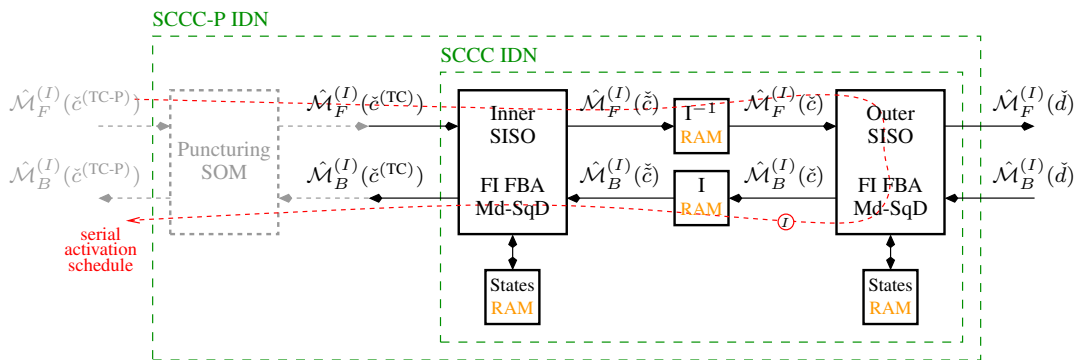 SCCC-P IDN
SCCC IDN
M̂_F^(I)(č^(TC-P)) M̂_F^(I)(č^(TC)) M̂_F^(I)(č̃) M̂_F^(I)(č) M̂_F^(I)(ď)
Inner
SISO
I⁻¹
RAM
Outer
SISO
Puncturing
SOM
M̂_B^(I)(č^(TC-P)) M̂_B^(I)(č^(TC)) M̂_B^(I)(č̃) M̂_B^(I)(č) M̂_B^(I)(ď)
FI FBA
Md-SqD
I
RAM
FI FBA
Md-SqD
I
serial
activation
schedule
States
RAM
States
RAM